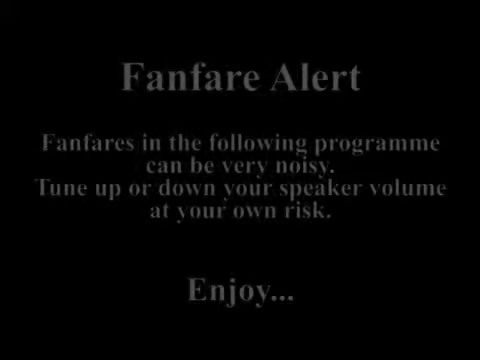 Fanfare Alert
Fanfares in the following programme
can be very noisy.
Tune up or down your speaker volume
at your own risk.
Enjoy...